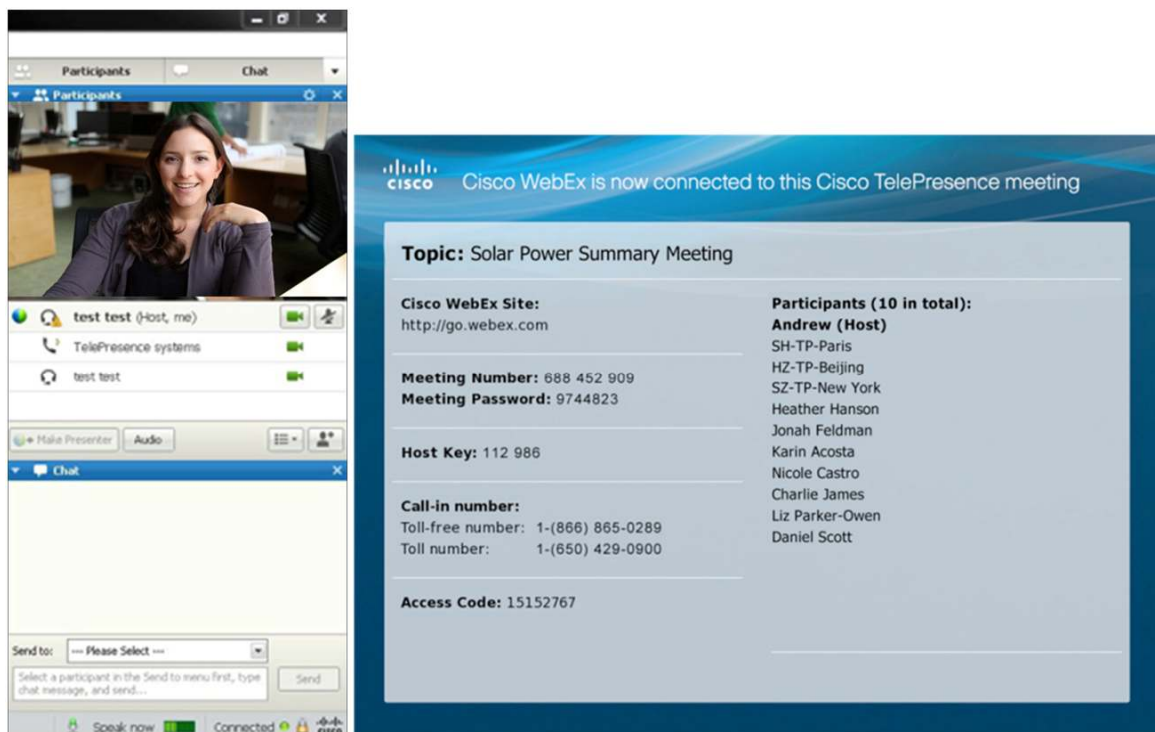 Participants
Chat
Participants
test test (Host, me)
TelePresence systems
test test
Make Presenter
Audio
Chat
Send to:
--- Please Select ---
Select a participant in the Send to menu first, type
chat message, and send...
Send
Speak now
Connected
CISCO
CISCO
Cisco WebEx is now connected to this Cisco TelePresence meeting
Topic: Solar Power Summary Meeting
Cisco WebEx Site:
http://go.webex.com
Meeting Number: 688 452 909
Meeting Password: 9744823
Host Key: 112 986
Call-in number:
Toll-free number: 1-(866) 865-0289
Toll number: 1-(650) 429-0900
Access Code: 15152767
Participants (10 in total):
Andrew (Host)
SH-TP-Paris
HZ-TP-Beijing
SZ-TP-New York
Heather Hanson
Jonah Feldman
Karin Acosta
Nicole Castro
Charlie James
Liz Parker-Owen
Daniel Scott